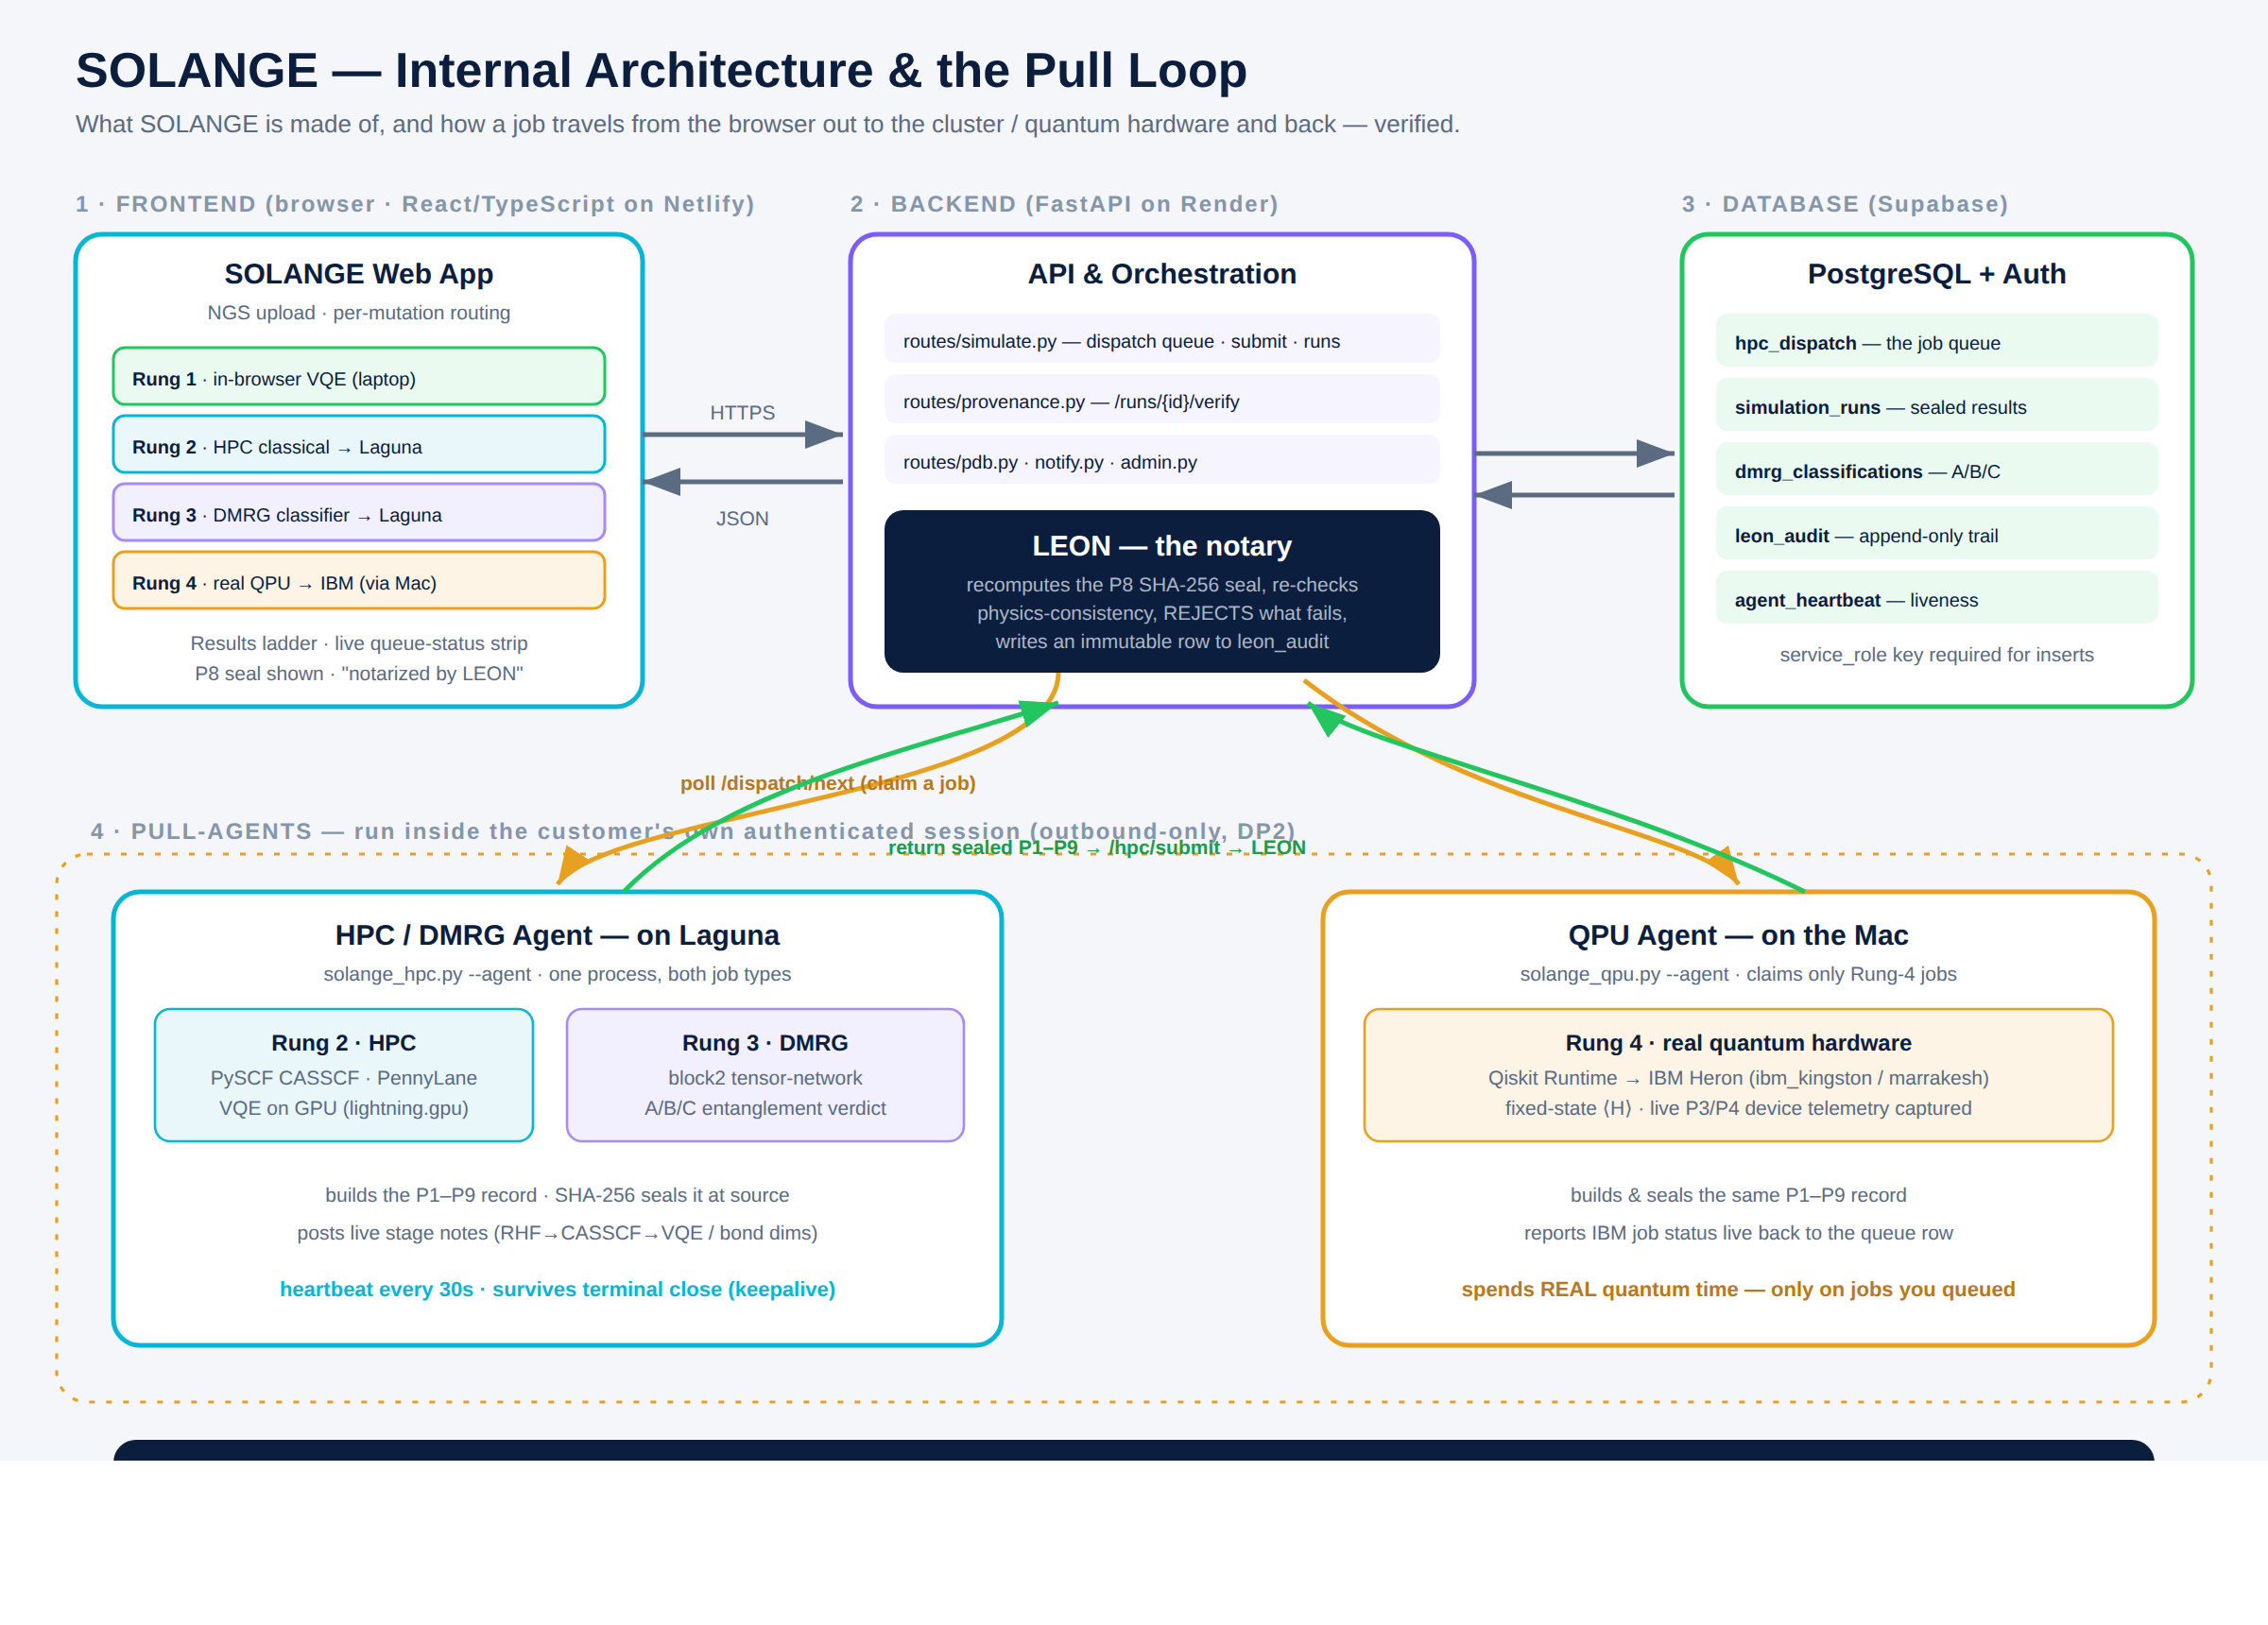 SOLANGE — Internal Architecture & the Pull Loop
What SOLANGE is made of, and how a job travels from the browser out to the cluster / quantum hardware and back — verified.
1 · FRONTEND (browser · React/TypeScript on Netlify)
SOLANGE Web App
NGS upload · per-mutation routing
Rung 1 · in-browser VQE (laptop)
Rung 2 · HPC classical → Laguna
Rung 3 · DMRG classifier → Laguna
Rung 4 · real QPU → IBM (via Mac)
Results ladder · live queue-status strip
P8 seal shown · "notarized by LEON"
HTTPS
JSON
2 · BACKEND (FastAPI on Render)
API & Orchestration
routes/simulate.py — dispatch queue · submit · runs
routes/provenance.py — /runs/{id}/verify
routes/pdb.py · notify.py · admin.py
LEON — the notary
recomputes the P8 SHA-256 seal, re-checks
physics-consistency, REJECTS what fails,
writes an immutable row to leon_audit
3 · DATABASE (Supabase)
PostgreSQL + Auth
hpc_dispatch — the job queue
simulation_runs — sealed results
dmrg_classifications — A/B/C
leon_audit — append-only trail
agent_heartbeat — liveness
service_role key required for inserts
poll /dispatch/next (claim a job)
4 · PULL-AGENTS — run inside the customer's own authenticated session (outbound-only, DP2)
return sealed P1–P9 → /hpc/submit → LEON
HPC / DMRG Agent — on Laguna
solange_hpc.py --agent · one process, both job types
Rung 2 · HPC
PySCF CASSCF · PennyLane
VQE on GPU (lightning.gpu)
Rung 3 · DMRG
block2 tensor-network
A/B/C entanglement verdict
builds the P1–P9 record · SHA-256 seals it at source
posts live stage notes (RHF→CASSCF→VQE / bond dims)
heartbeat every 30s · survives terminal close (keepalive)
QPU Agent — on the Mac
solange_qpu.py --agent · claims only Rung-4 jobs
Rung 4 · real quantum hardware
Qiskit Runtime → IBM Heron (ibm_kingston / marrakesh)
fixed-state ⟨H⟩ · live P3/P4 device telemetry captured
builds & seals the same P1–P9 record
reports IBM job status live back to the queue row
spends REAL quantum time — only on jobs you queued